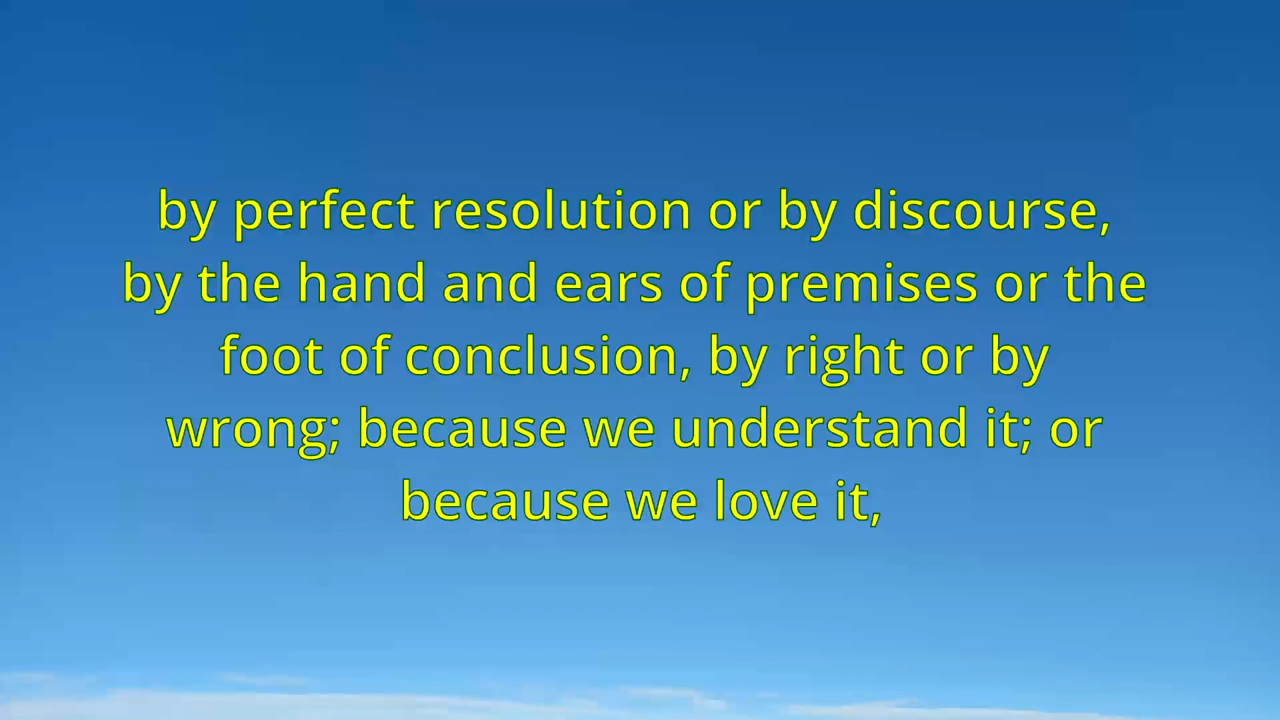 by perfect resolution or by discourse,
by the hand and ears of premises or the
foot of conclusion, by right or by
wrong; because we understand it; or
because we love it,